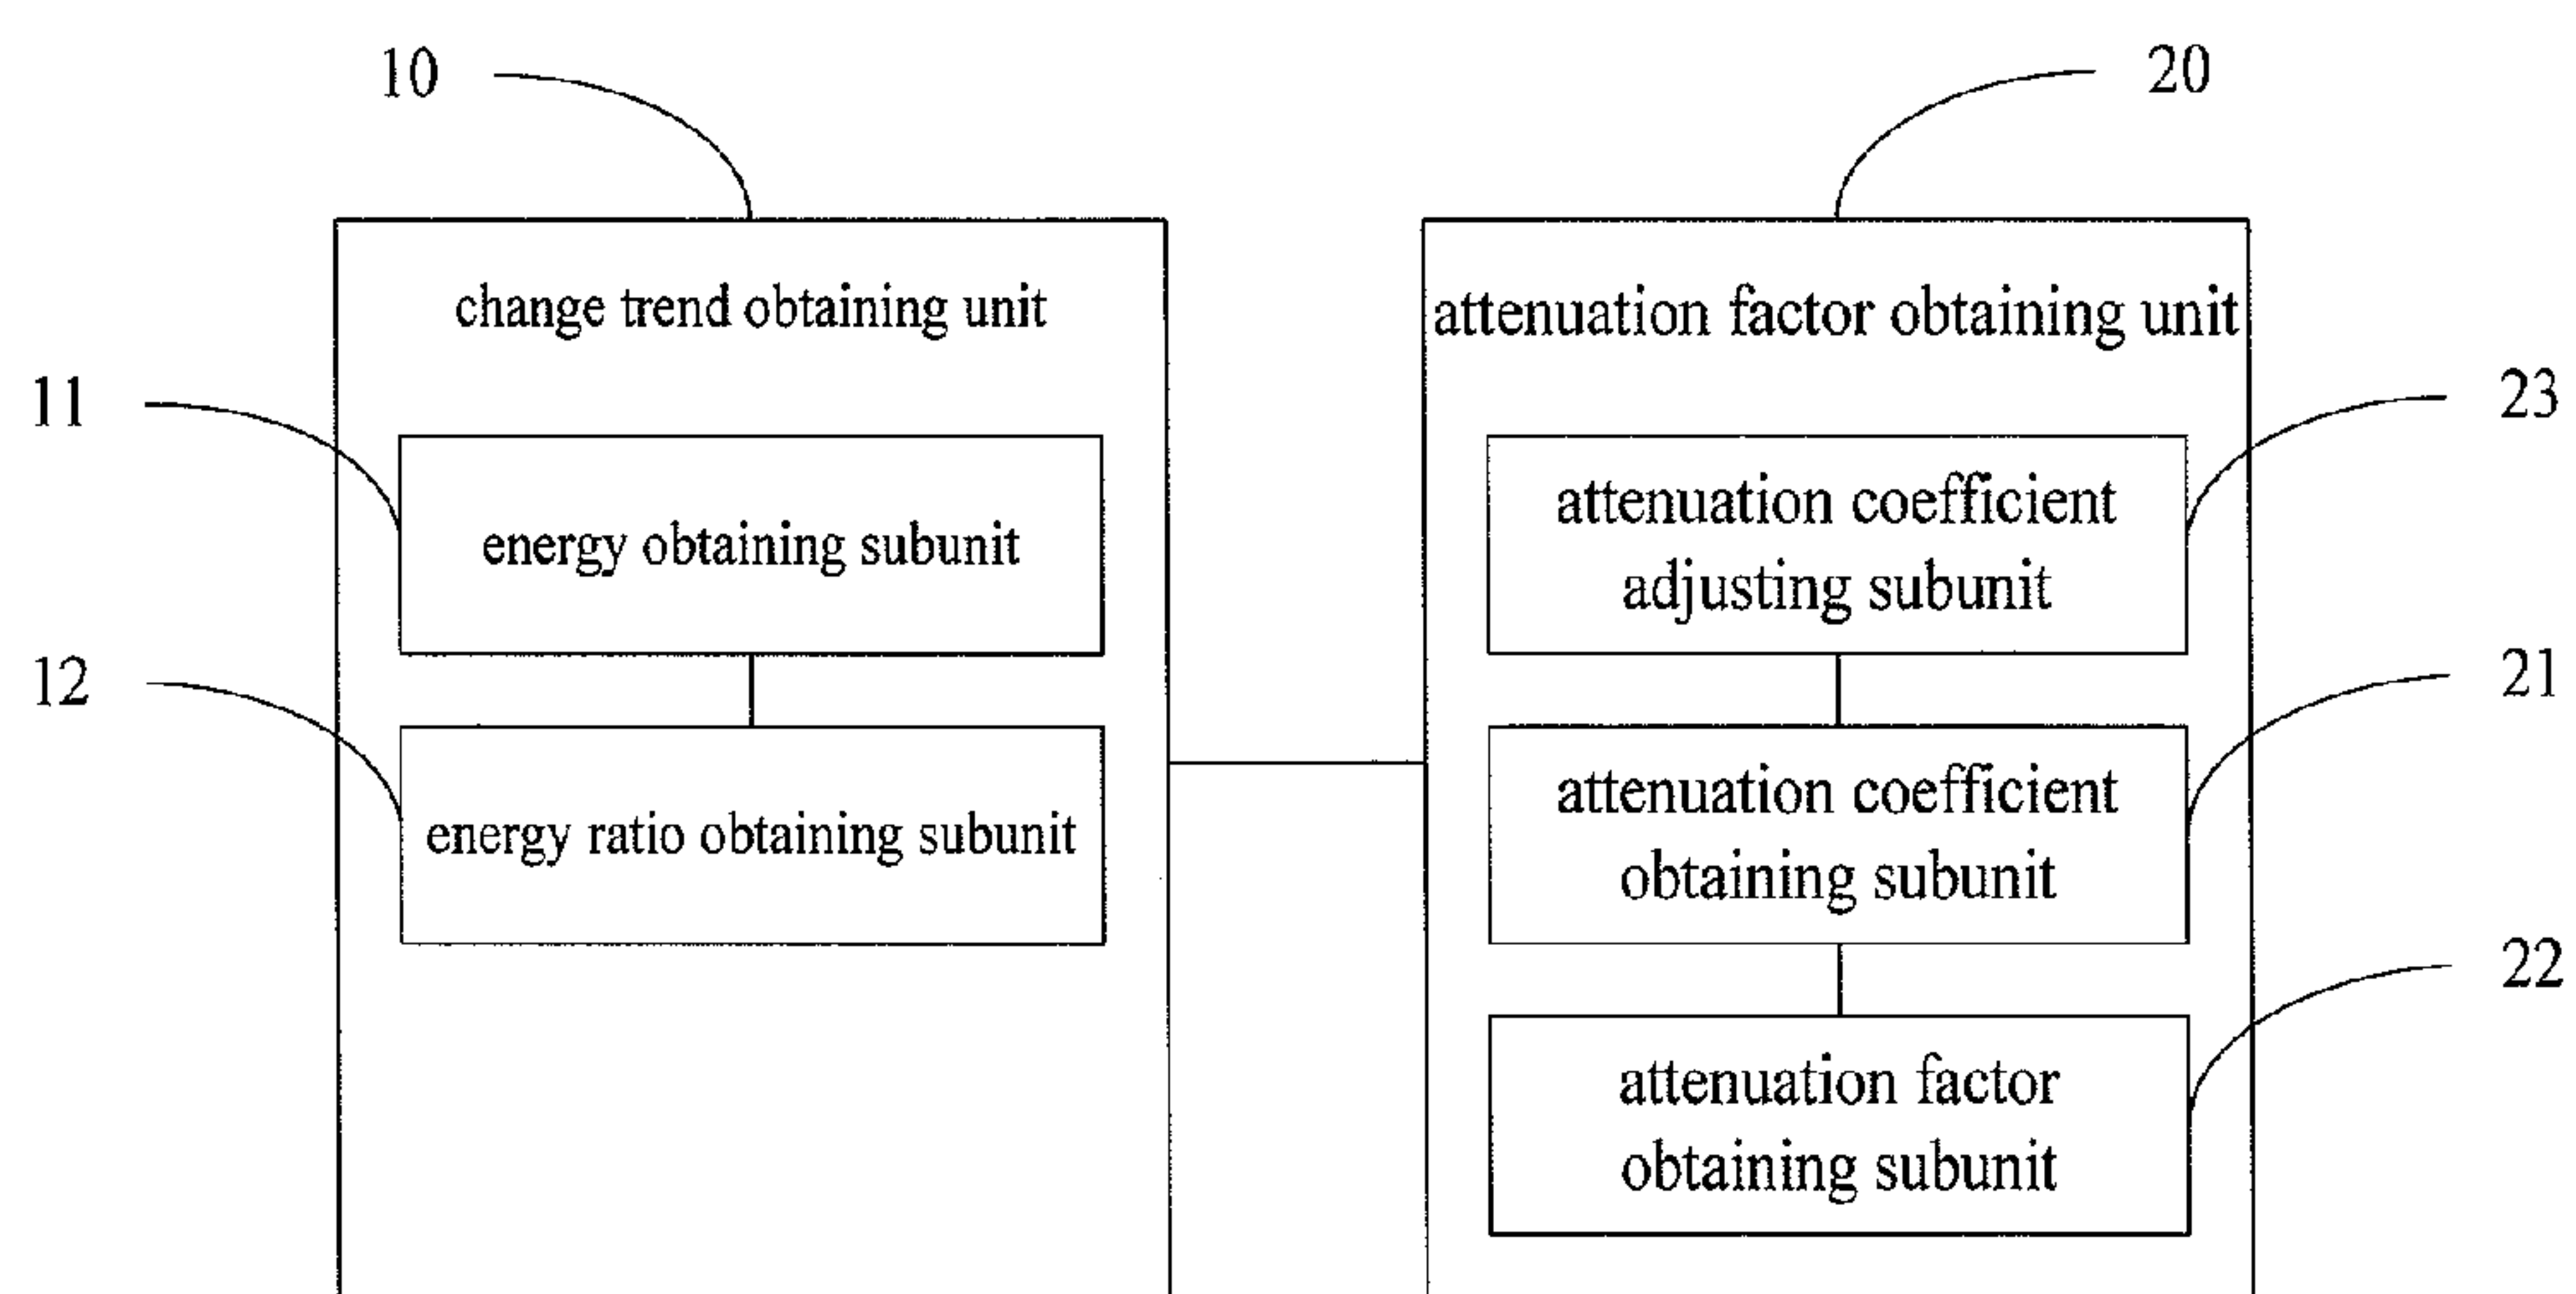 10
20
change trend obtaining unit
attenuation factor obtaining unit
11
23
energy obtaining subunit
attenuation coefficient
adjusting subunit
12
21
energy ratio obtaining subunit
attenuation coefficient
obtaining subunit
22
attenuation factor
obtaining subunit